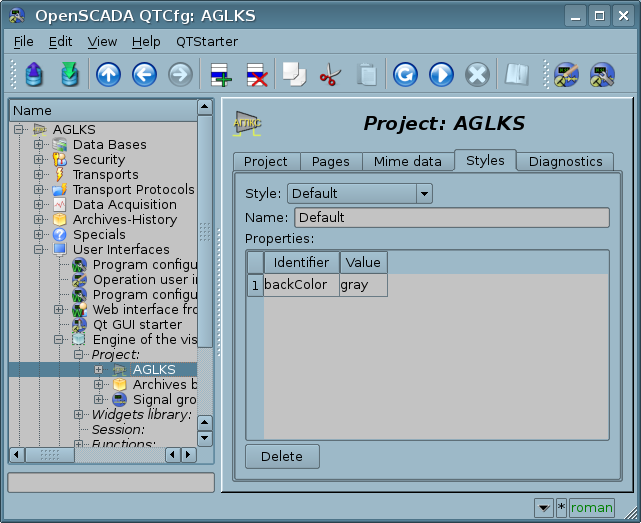 OpenSCADA QTCfg: AGLKS
File Edit View Help QTStarter
Name
AGLKS
Data Bases
Security
Transports
Transport Protocols
Data Acquisition
Archives-History
Specials
User Interfaces
Program configu
Operation user in
Program configu
Web interface fro
Qt GUI starter
Engine of the vis
Project:
AGLKS
Archives b
Signal gro
Widgets library:
Session:
Functions:
АГЛКС
Project: AGLKS
Project Pages Mime data Styles Diagnostics
Style: Default
Name: Default
Properties:
Identifier Value
1 backColor gray
Delete
* roman